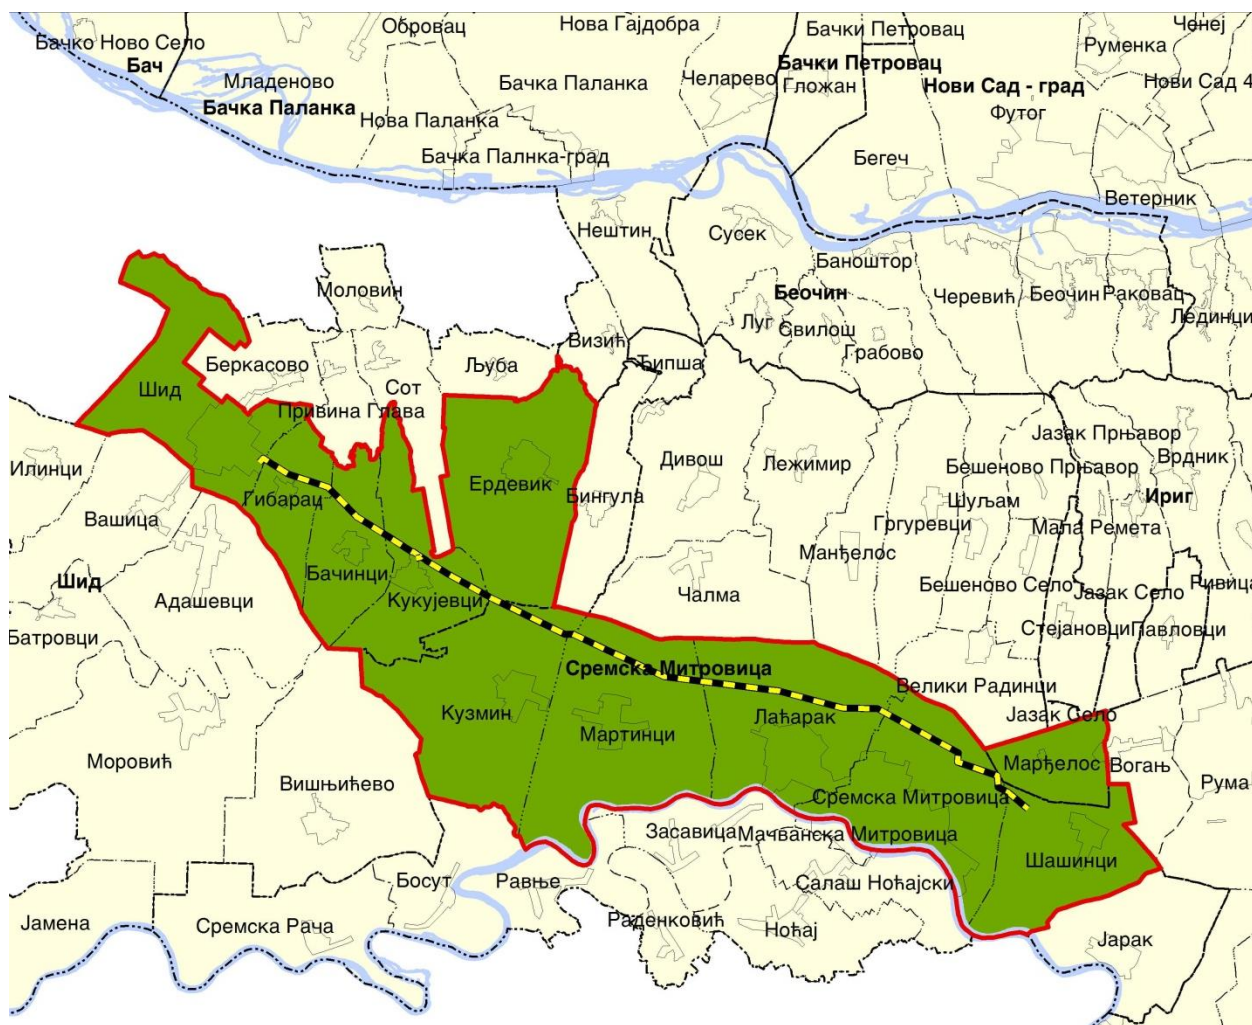 Обровац
Нова Гајдобра
Бачки Петровац
Ченеј
Руменка
Бачко Ново Село
Бач
Бачки Петровац
Младеново
Бачка Паланка
Челарево
Гложан
Нови Сад - град
Нови Сад 4
Бачка Паланка
Футог
Нова Паланка
Бачка Палнка-град
Бегеч
Ветерник
Нештин
Сусек
Баноштор
Моловин
Беочин
Черевић
Беочин
Раковац
Луг
Свилош
Лединци
Визић
Грабово
Беркасово
Љуба
Ђипша
Шид
Сот
Привина Глава
Јазак Прњавор
Дивош
Лежимир
Бешеново Прњавор
Врдник
Илинци
Ердевик
Бингула
Гибарац
Шуљам
Ириг
Вашица
Гргуревци
Мала Ремета
Манђелос
Шид
Бачинци
Бешеново Село
Јазак Село
Ривица
Адашевци
Кукујевци
Чалма
Батровци
Стејановци
Павловци
Сремска Митровица
Велики Радинци
Кузмин
Лаћарак
Јазак Село
Мартинци
Моровић
Марђелос
Вогањ
Вишњићево
Рума
Сремска Митровица
Засавица
Мачванска Митровица
Шашинци
Босут
Равње
Салаш Ноћајски
Јамена
Сремска Рача
Раденковић
Ноћај
Јарак